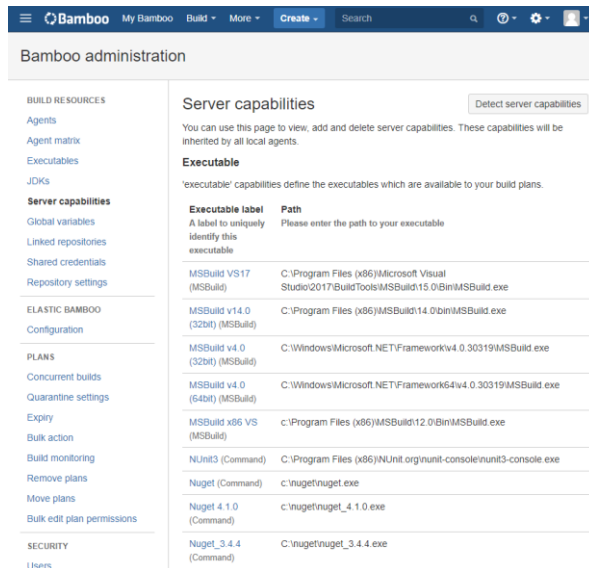 Bamboo My Bamboo Build More Create Search
Bamboo administration
BUILD RESOURCES
Agents
Agent matrix
Executables
JDKs
Server capabilities
Global variables
Linked repositories
Shared credentials
Repository settings
ELASTIC BAMBOO
Configuration
PLANS
Concurrent builds
Quarantine settings
Expiry
Bulk action
Build monitoring
Remove plans
Move plans
Bulk edit plan permissions
SECURITY
Users
Server capabilities
Detect server capabilities
You can use this page to view, add and delete server capabilities. These capabilities will be
inherited by all local agents.
Executable
'executable' capabilities define the executables which are available to your build plans.
Executable label Path
A label to uniquely Please enter the path to your executable
identify this
executable
MSBuild VS17 C:\Program Files (x86)\Microsoft Visual
(MSBuild) Studio\2017\BuildTools\MSBuild\15.0\Bin\MSBuild.exe
MSBuild v14.0 C:\Program Files (x86)\MSBuild\14.0\bin\MSBuild.exe
(32bit) (MSBuild)
MSBuild v4.0 C:\Windows\Microsoft.NET\Framework\v4.0.30319\MSBuild.exe
(32bit) (MSBuild)
MSBuild v4.0 C:\Windows\Microsoft.NET\Framework64\v4.0.30319\MSBuild.exe
(64bit) (MSBuild)
MSBuild x86 VS c:\Program Files (x86)\MSBuild\12.0\Bin\MSBuild.exe
(MSBuild)
NUnit3 (Command) C:\Program Files (x86)\NUnit.org\nunit-console\nunit3-console.exe
Nuget (Command) c:\nuget\nuget.exe
Nuget 4.1.0 c:\nuget\nuget_4.1.0.exe
(Command)
Nuget_3.4.4 C:\nuget\nuget_3.4.4.exe
(Command)